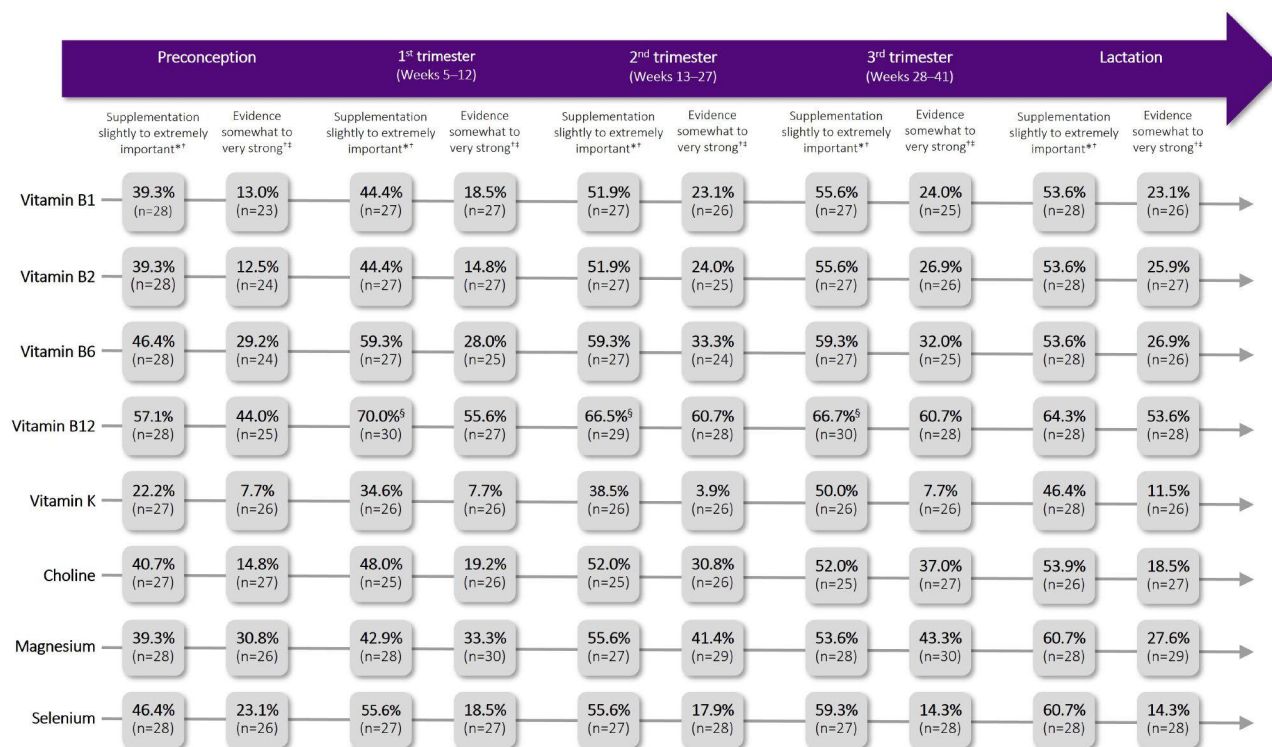 Preconception
1st trimester
(Weeks 5–12)
2nd trimester
(Weeks 13–27)
3rd trimester
(Weeks 28–41)
Lactation
Supplementation
slightly to extremely
important*†
Evidence
somewhat to
very strong†‡
Supplementation
slightly to extremely
important*†
Evidence
somewhat to
very strong†‡
Supplementation
slightly to extremely
important*†
Evidence
somewhat to
very strong†‡
Supplementation
slightly to extremely
important*†
Evidence
somewhat to
very strong†‡
Supplementation
slightly to extremely
important*†
Evidence
somewhat to
very strong†‡
Vitamin B1
39.3%
(n=28)
13.0%
(n=23)
44.4%
(n=27)
18.5%
(n=27)
51.9%
(n=27)
23.1%
(n=26)
55.6%
(n=27)
24.0%
(n=25)
53.6%
(n=28)
23.1%
(n=26)
Vitamin B2
39.3%
(n=28)
12.5%
(n=24)
44.4%
(n=27)
14.8%
(n=27)
51.9%
(n=27)
24.0%
(n=25)
55.6%
(n=27)
26.9%
(n=26)
53.6%
(n=28)
25.9%
(n=27)
Vitamin B6
46.4%
(n=28)
29.2%
(n=24)
59.3%
(n=27)
28.0%
(n=25)
59.3%
(n=27)
33.3%
(n=24)
59.3%
(n=27)
32.0%
(n=25)
53.6%
(n=28)
26.9%
(n=26)
Vitamin B12
57.1%
(n=28)
44.0%
(n=25)
70.0%§
(n=30)
55.6%
(n=27)
66.5%§
(n=29)
60.7%
(n=28)
66.7%§
(n=30)
60.7%
(n=28)
64.3%
(n=28)
53.6%
(n=28)
Vitamin K
22.2%
(n=27)
7.7%
(n=26)
34.6%
(n=26)
7.7%
(n=26)
38.5%
(n=26)
3.9%
(n=26)
50.0%
(n=26)
7.7%
(n=26)
46.4%
(n=28)
11.5%
(n=26)
Choline
40.7%
(n=27)
14.8%
(n=27)
48.0%
(n=25)
19.2%
(n=26)
52.0%
(n=25)
30.8%
(n=26)
52.0%
(n=25)
37.0%
(n=27)
53.9%
(n=26)
18.5%
(n=27)
Magnesium
39.3%
(n=28)
30.8%
(n=26)
42.9%
(n=28)
33.3%
(n=30)
55.6%
(n=27)
41.4%
(n=29)
53.6%
(n=28)
43.3%
(n=30)
60.7%
(n=28)
27.6%
(n=29)
Selenium
46.4%
(n=28)
23.1%
(n=26)
55.6%
(n=27)
18.5%
(n=27)
55.6%
(n=27)
17.9%
(n=28)
59.3%
(n=27)
14.3%
(n=28)
60.7%
(n=28)
14.3%
(n=28)